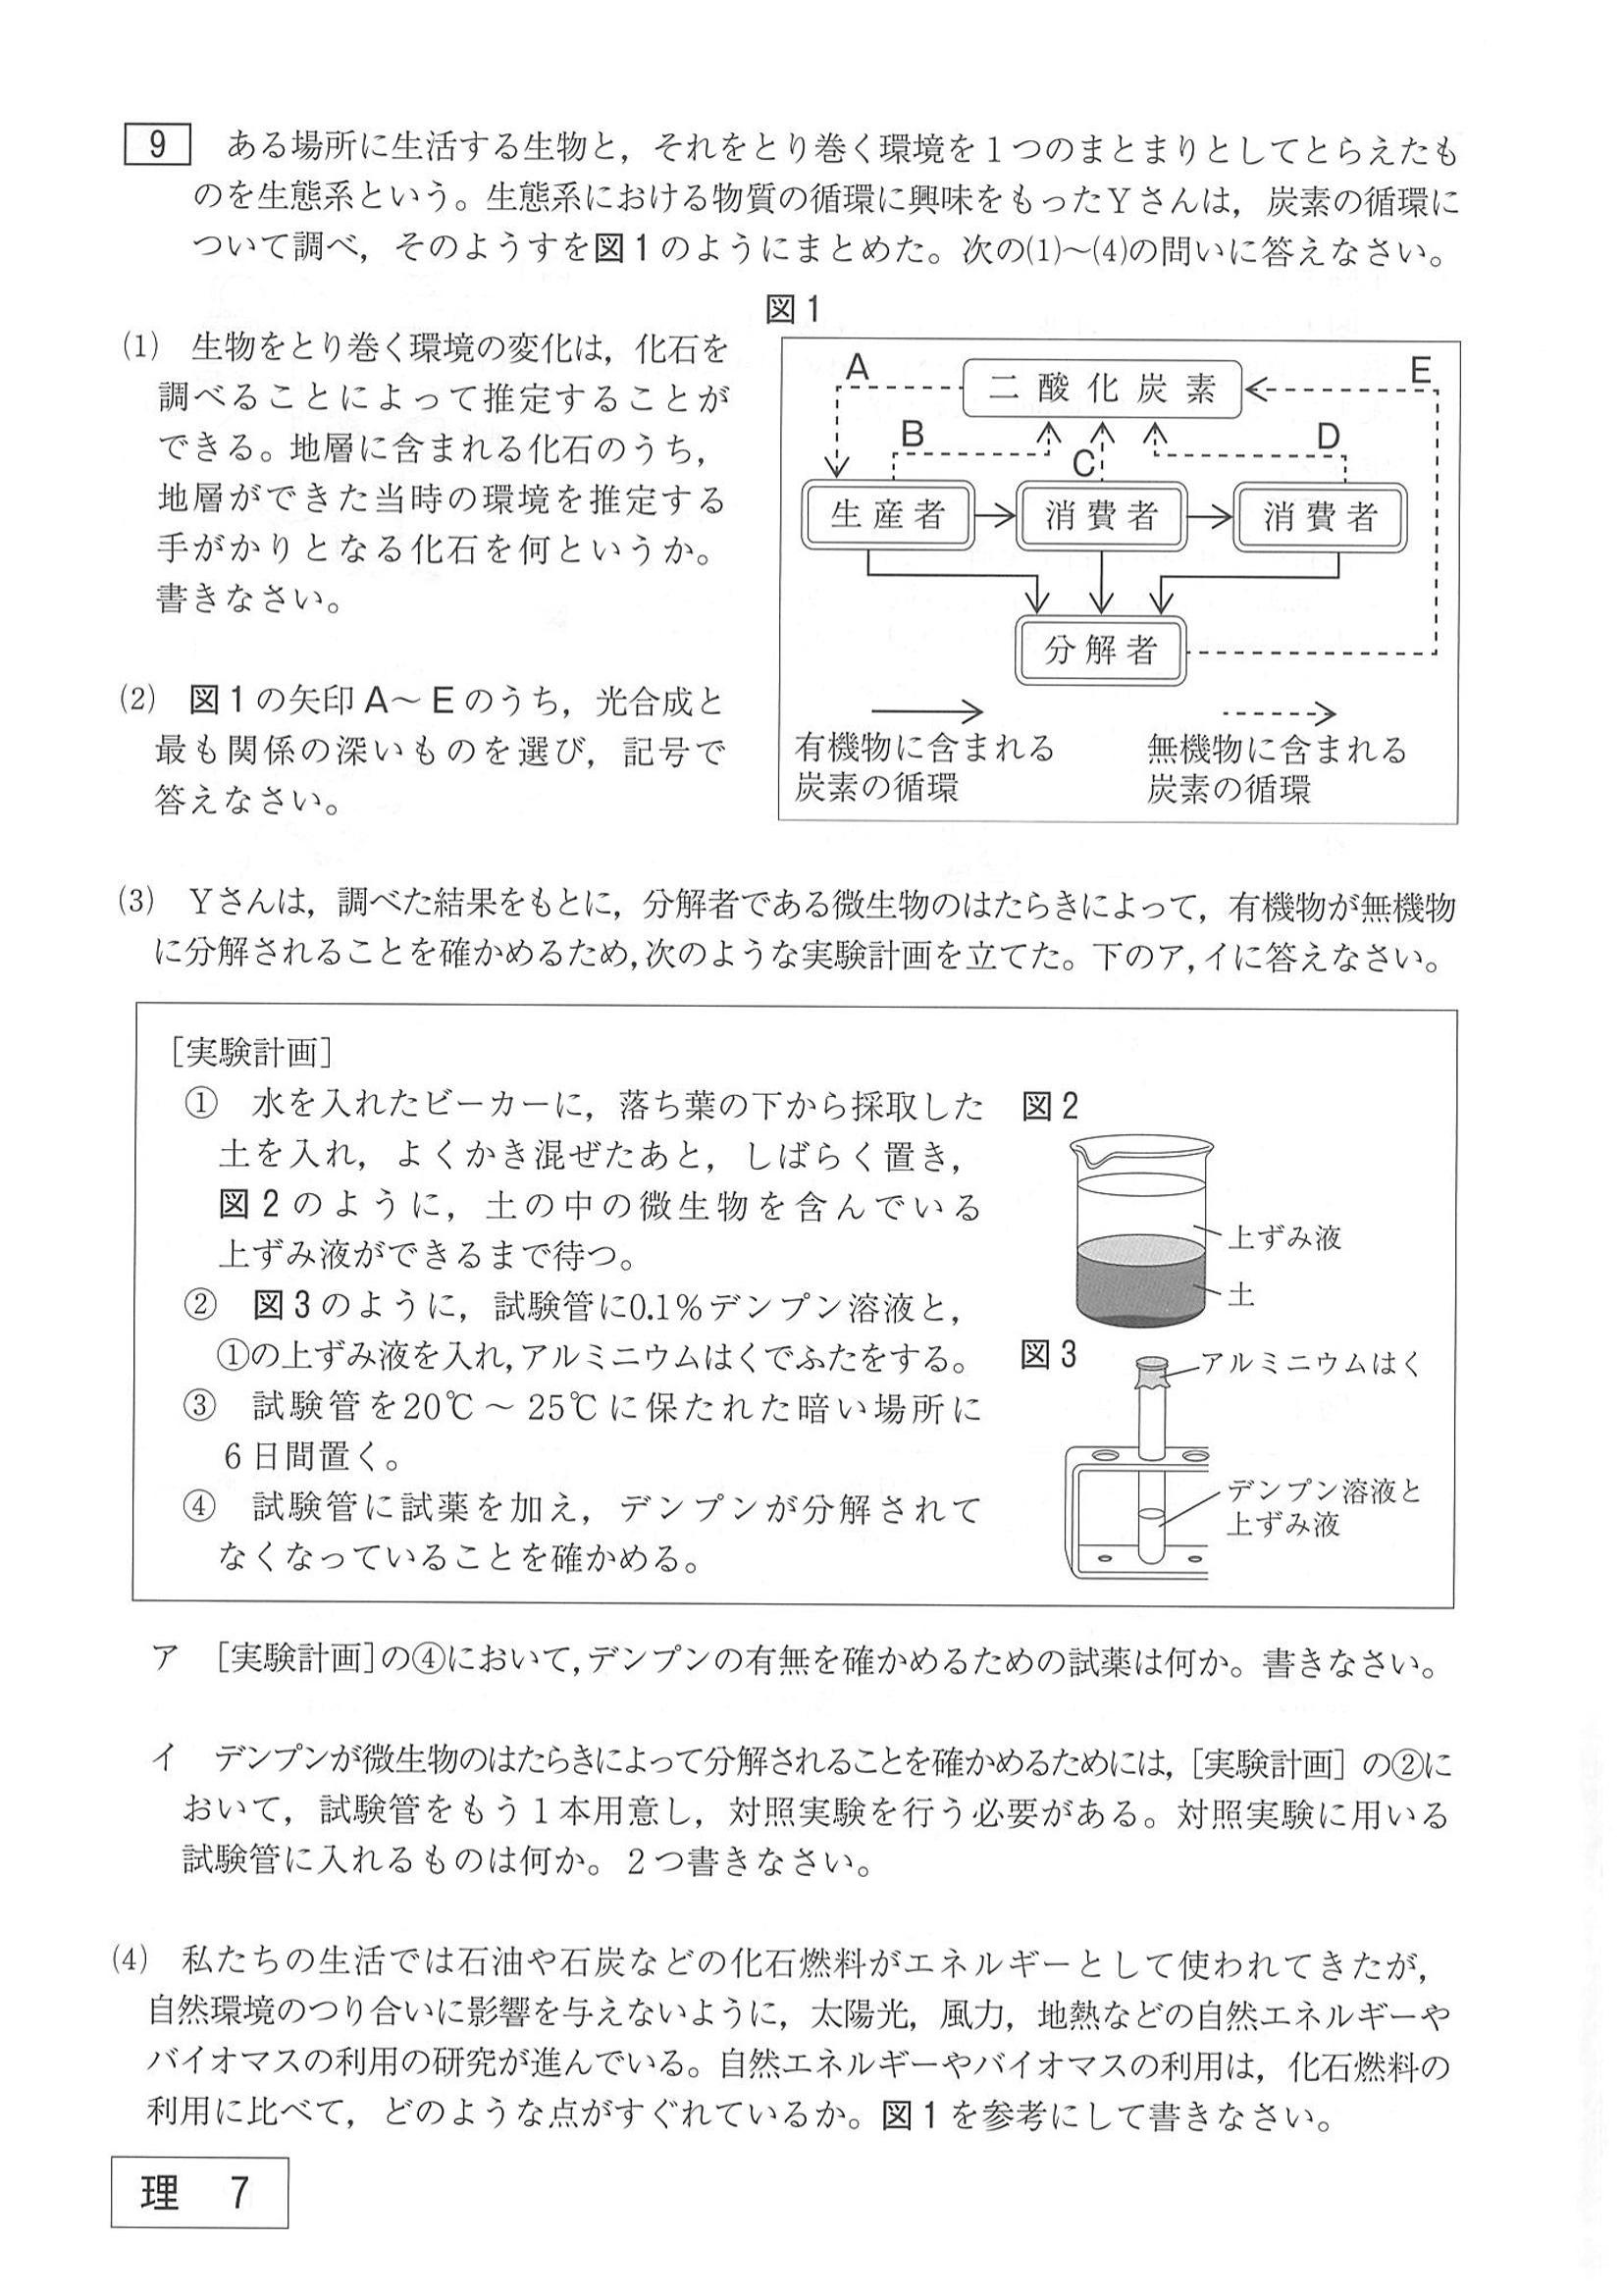 9 ある場所に生活する生物と，それをとり巻く環境を１つのまとまりとしてとらえたも
のを生態系という。生態系における物質の循環に興味をもったＹさんは，炭素の循環に
ついて調べ，そのようすを図１のようにまとめた。次の⑴～⑷の問いに答えなさい。
⑴ 生物をとり巻く環境の変化は，化石を
調べることによって推定することが
できる。地層に含まれる化石のうち，
地層ができた当時の環境を推定する
手がかりとなる化石を何というか。
書きなさい。
⑵ 図１の矢印Ａ～Ｅのうち，光合成と
最も関係の深いものを選び，記号で
答えなさい。
図１
A
二酸化炭素
E
B
C
D
生産者
消費者
消費者
分解者
有機物に含まれる
炭素の循環
無機物に含まれる
炭素の循環
⑶ Ｙさんは，調べた結果をもとに，分解者である微生物のはたらきによって，有機物が無機物
に分解されることを確かめるため，次のような実験計画を立てた。下のア，イに答えなさい。
［実験計画］
① 水を入れたビーカーに，落ち葉の下から採取した
土を入れ，よくかき混ぜたあと，しばらく置き，
図２のように，土の中の微生物を含んでいる
上ずみ液ができるまで待つ。
② 図３のように，試験管に0.1％デンプン溶液と，
①の上ずみ液を入れ，アルミニウムはくでふたをする。
③ 試験管を20℃～25℃に保たれた暗い場所に
６日間置く。
④ 試験管に試薬を加え，デンプンが分解されて
なくなっていることを確かめる。
図２
上ずみ液
土
図３
アルミニウムはく
デンプン溶液と
上ずみ液
ア ［実験計画］の④において，デンプンの有無を確かめるための試薬は何か。書きなさい。
イ デンプンが微生物のはたらきによって分解されることを確かめるためには，［実験計画］の②に
おいて，試験管をもう１本用意し，対照実験を行う必要がある。対照実験に用いる
試験管に入れるものは何か。２つ書きなさい。
⑷ 私たちの生活では石油や石炭などの化石燃料がエネルギーとして使われてきたが，
自然環境のつり合いに影響を与えないように，太陽光，風力，地熱などの自然エネルギーや
バイオマスの利用の研究が進んでいる。自然エネルギーやバイオマスの利用は，化石燃料の
利用に比べて，どのような点がすぐれているか。図１を参考にして書きなさい。
理 7